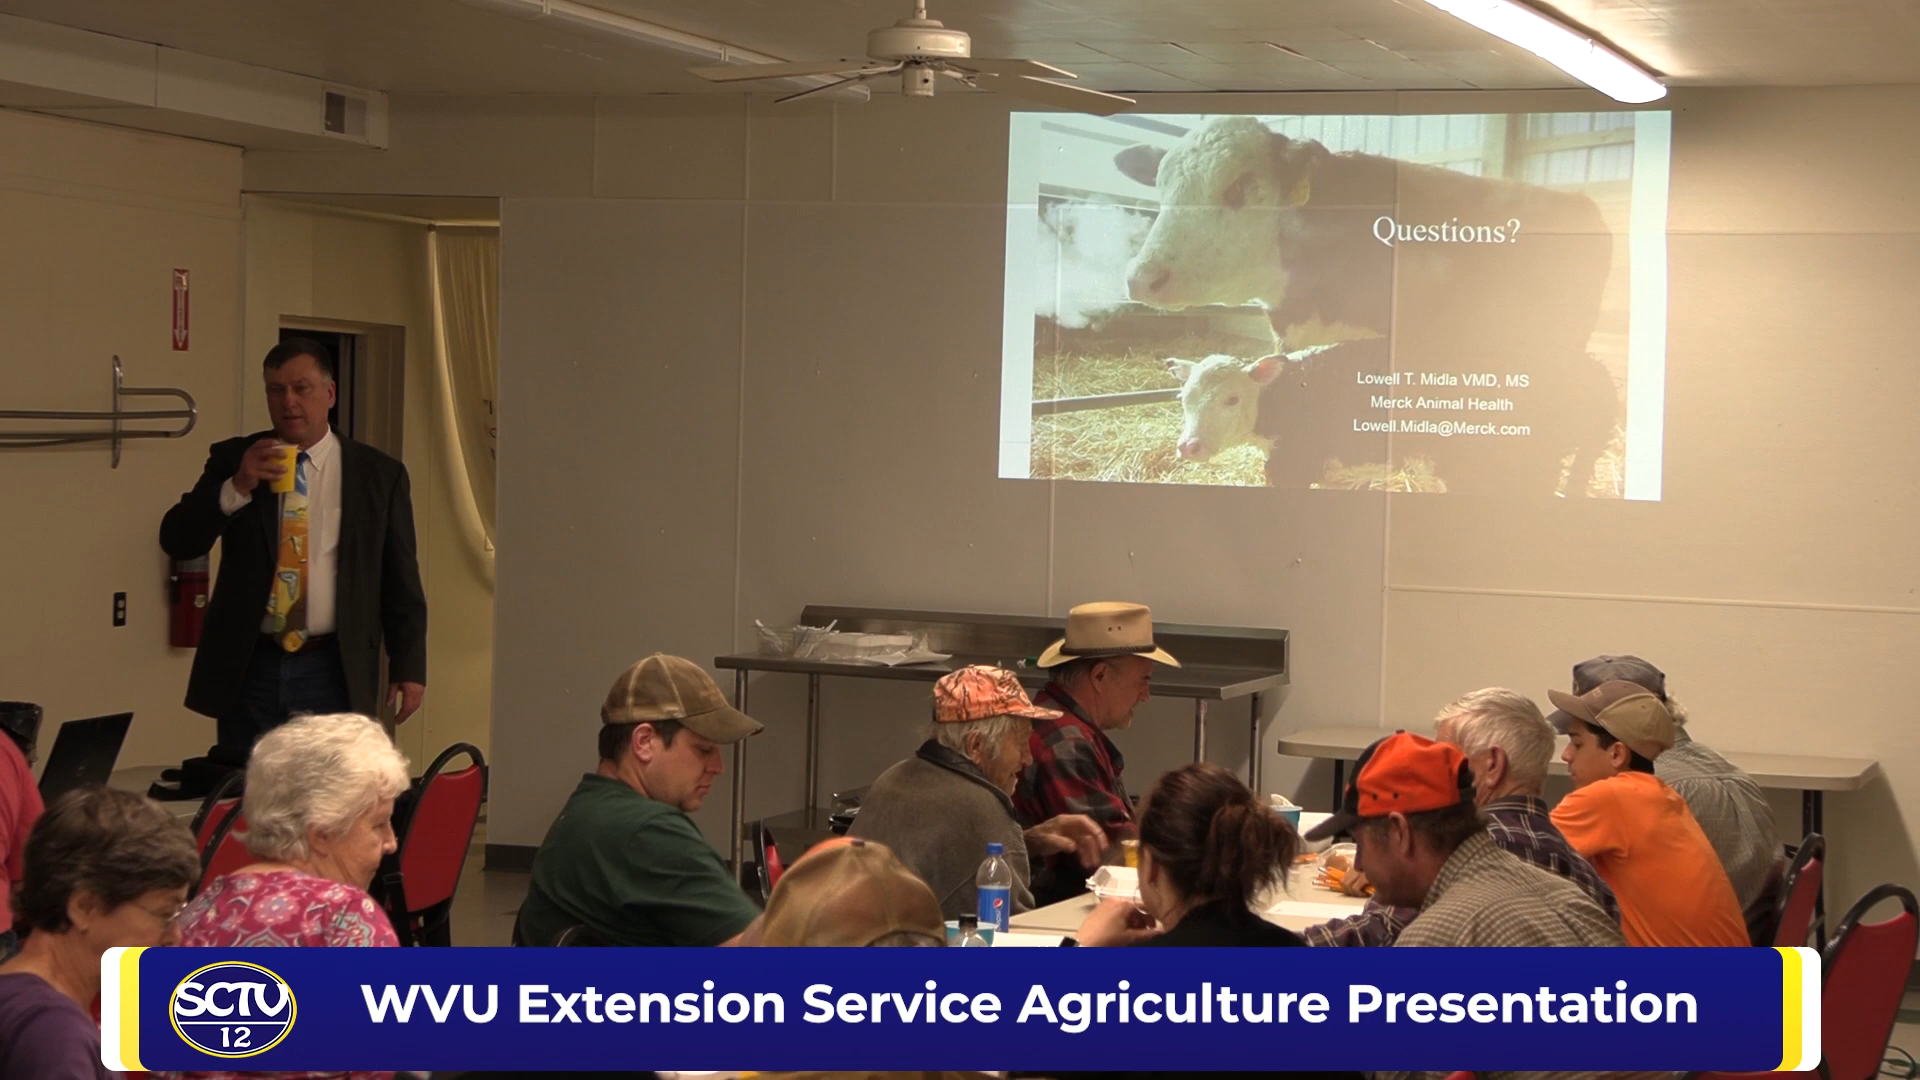 Questions?
Lowell T. Midla VMD, MS
Merck Animal Health
Lowell.Midla@Merck.com
pepsi
SCTV
12
WVU Extension Service Agriculture Presentation